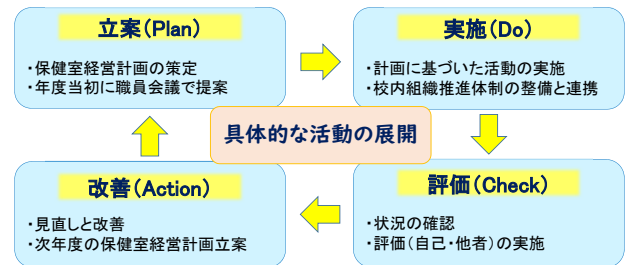 立案(Plan)
・保健室経営計画の策定
・年度当初に職員会議で提案
実施(Do)
・計画に基づいた活動の実施
・校内組織推進体制の整備と連携
具体的な活動の展開
改善(Action)
・見直しと改善
・次年度の保健室経営計画立案
評価(Check)
・状況の確認
・評価(自己・他者)の実施